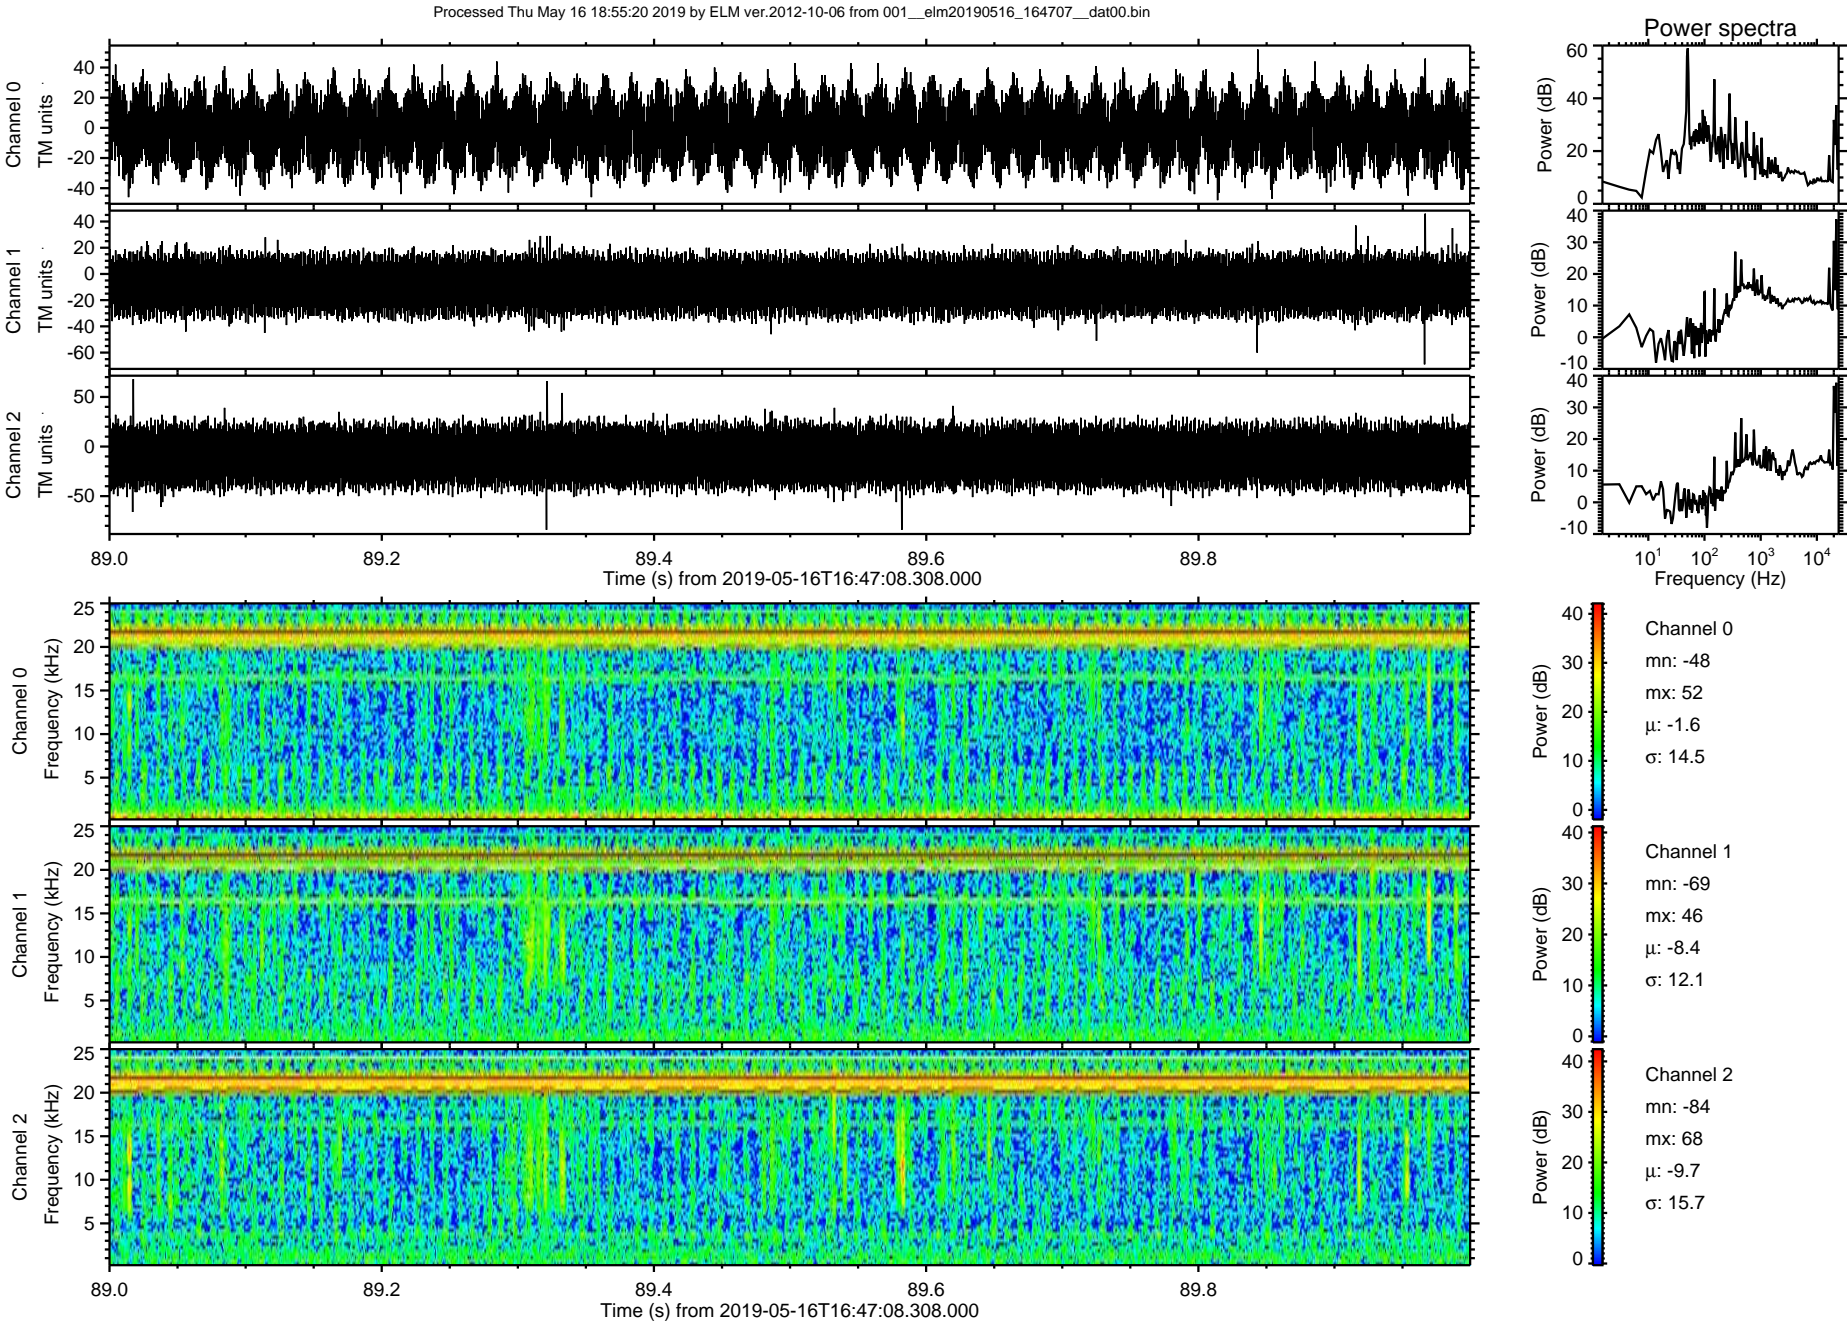 Processed Thu May 16 18:55:20 2019 by ELM ver.2012-10-06 from 001__elm20190516_164707__dat00.bin
Power spectra
Channel 0
TM units
40
20
0
-20
-40
Power (dB)
60
40
20
0
Channel 1
TM units
40
20
0
-20
-40
-60
Power (dB)
40
30
20
10
0
-10
Channel 2
TM units
50
0
-50
Power (dB)
40
30
20
10
0
-10
89.0 89.2 89.4 89.6 89.8
Time (s) from 2019-05-16T16:47:08.308.000
10¹ 10² 10³ 10⁴
Frequency (Hz)
Channel 0
Frequency (kHz)
25
20
15
10
5
Power (dB)
40
30
20
10
0
Channel 0
mn: -48
mx: 52
μ: -1.6
σ: 14.5
Channel 1
Frequency (kHz)
25
20
15
10
5
Power (dB)
40
30
20
10
0
Channel 1
mn: -69
mx: 46
μ: -8.4
σ: 12.1
Channel 2
Frequency (kHz)
25
20
15
10
5
Power (dB)
40
30
20
10
0
Channel 2
mn: -84
mx: 68
μ: -9.7
σ: 15.7
89.0 89.2 89.4 89.6 89.8
Time (s) from 2019-05-16T16:47:08.308.000